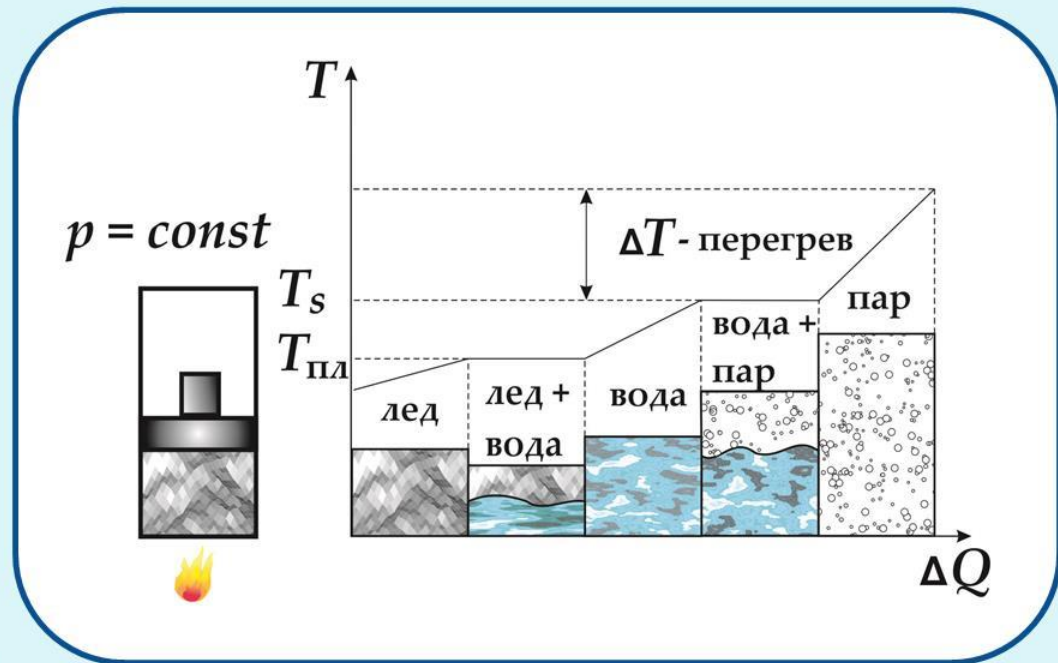 T
p = const
ΔT - перегрев
T_s
T_пл
лед
лед +
вода
вода
вода +
пар
пар
ΔQ